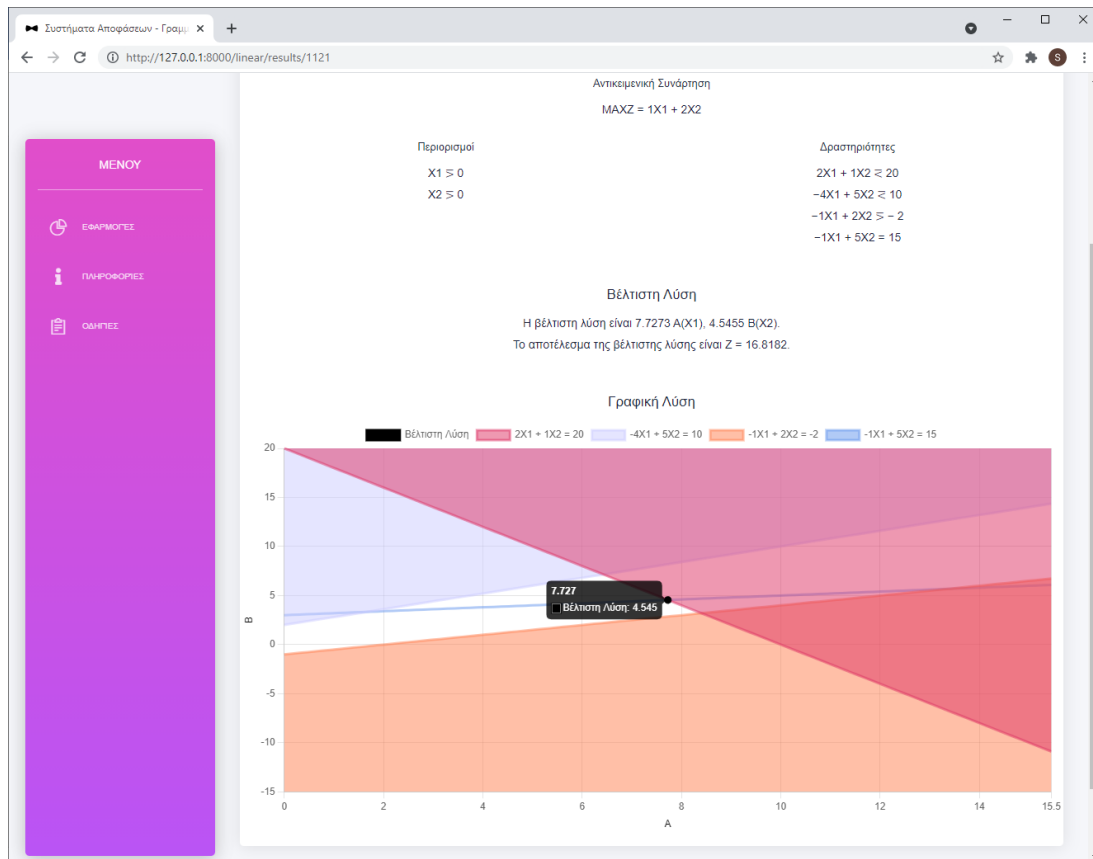 Συστήματα Αποφάσεων - Γραμμ
http://127.0.0.1:8000/linear/results/1121
S
ΜΕΝΟΥ
ΕΦΑΡΜΟΓΕΣ
ΠΛΗΡΟΦΟΡΊΕΣ
ΟΔΗΓΊΕΣ
Αντικειμενική Συνάρτηση
MAXZ = 1X1 + 2X2
Περιορισμοί
X1 ⋝ 0
X2 ⋝ 0
Δραστηριότητες
2X1 + 1X2 ⋜ 20
−4X1 + 5X2 ⋜ 10
−1X1 + 2X2 ⋝ − 2
−1X1 + 5X2 = 15
Βέλτιστη Λύση
Η βέλτιστη λύση είναι 7.7273 A(X1), 4.5455 B(X2).
Το αποτέλεσμα της βέλτιστης λύσης είναι Z = 16.8182.
Γραφική Λύση
Βέλτιστη Λύση 2X1 + 1X2 = 20 -4X1 + 5X2 = 10 -1X1 + 2X2 = -2 -1X1 + 5X2 = 15
20
15
10
5
0
-5
-10
-15
B
7.727
Βέλτιστη Λύση: 4.545
0 2 4 6 8 10 12 14 15.5
A